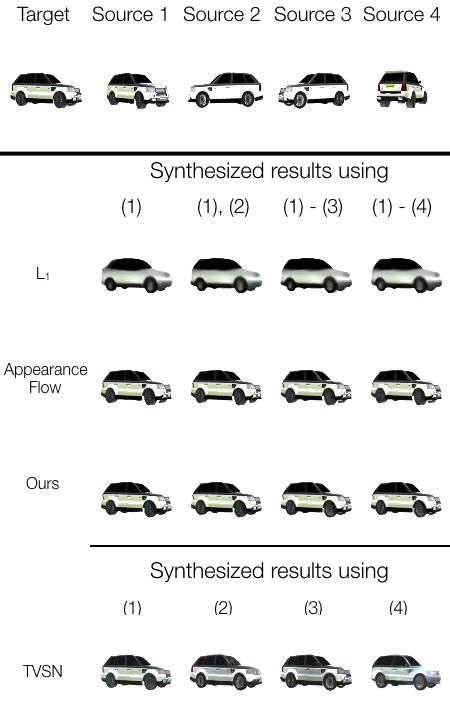 Target Source 1 Source 2 Source 3 Source 4
Synthesized results using
(1) (1), (2) (1) - (3) (1) - (4)
L₁
Appearance
Flow
Ours
Synthesized results using
(1) (2) (3) (4)
TVSN